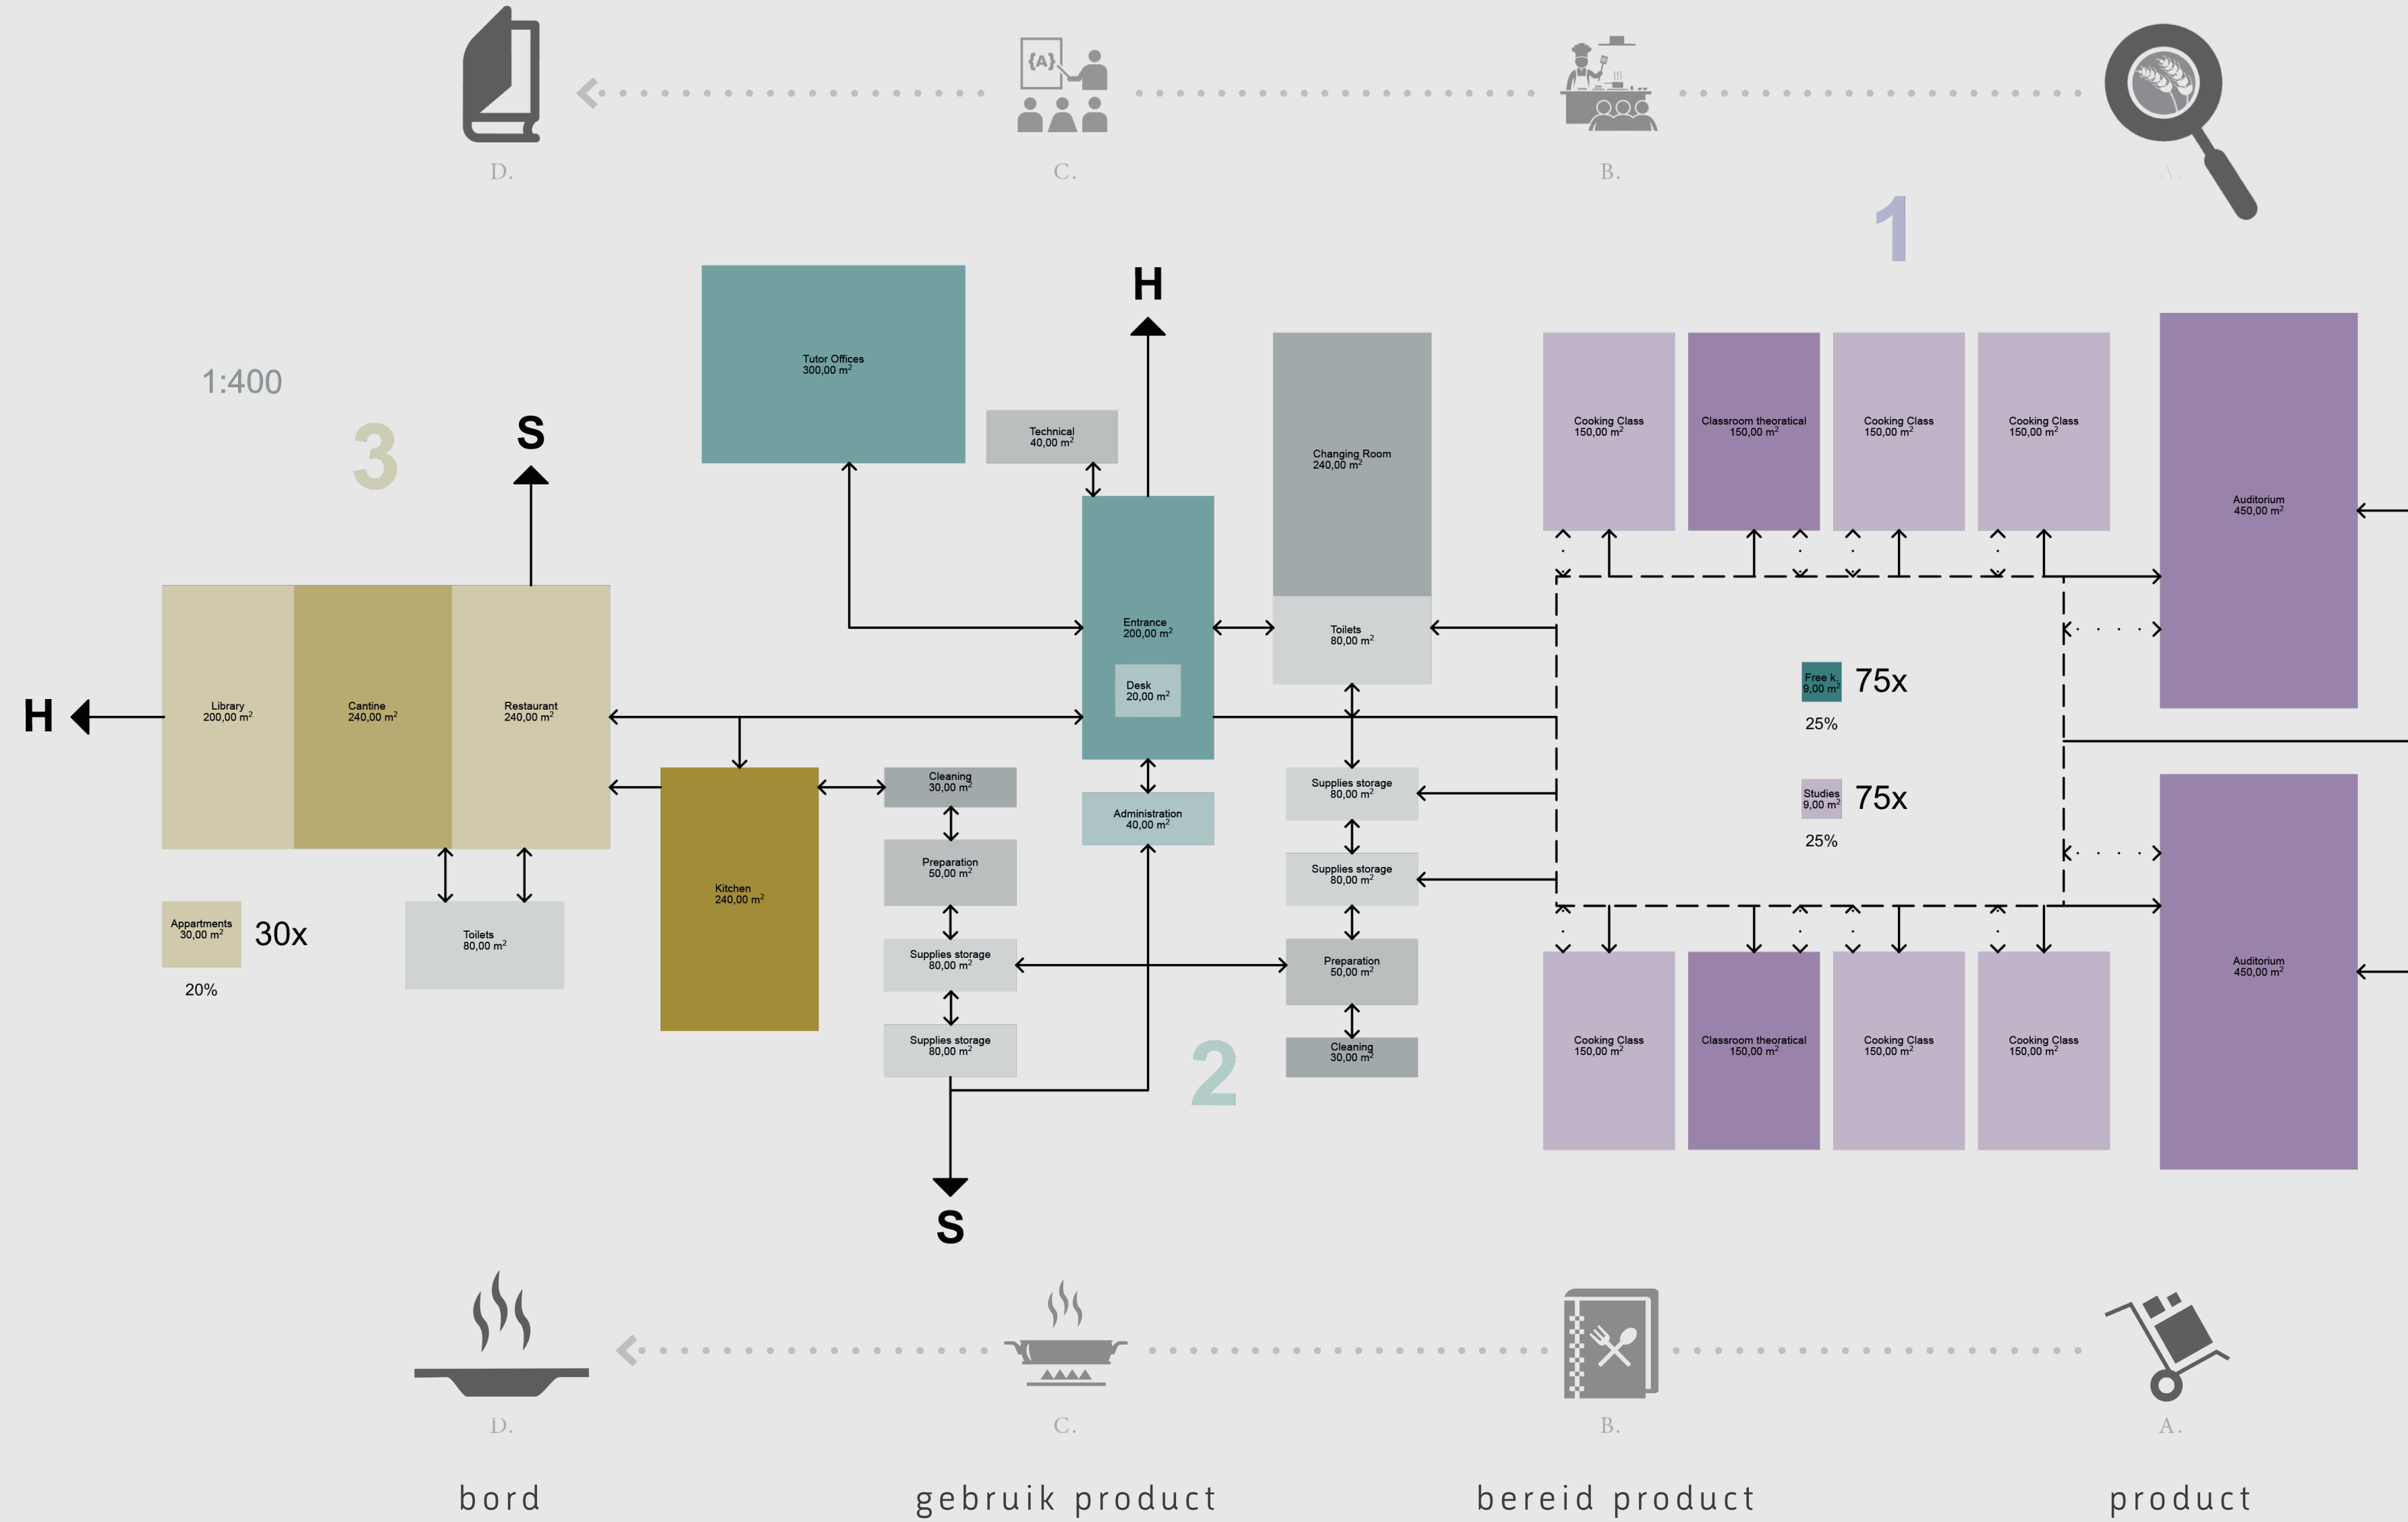 D.
C.
B.
A.
{A}
1
H
Tutor Offices
300,00 m²
1:400
3
S
Technical
40,00 m²
Changing Room
240,00 m²
Cooking Class
150,00 m²
Classroom theoratical
150,00 m²
Cooking Class
150,00 m²
Cooking Class
150,00 m²
Auditorium
450,00 m²
Entrance
200,00 m²
Toilets
80,00 m²
Desk
20,00 m²
Free k.
9,00 m²
75x
25%
H
Library
200,00 m²
Cantine
240,00 m²
Restaurant
240,00 m²
Cleaning
30,00 m²
Supplies storage
80,00 m²
Studies
9,00 m²
75x
25%
Administration
40,00 m²
Preparation
50,00 m²
Supplies storage
80,00 m²
Kitchen
240,00 m²
Appartments
30,00 m²
30x
20%
Toilets
80,00 m²
Supplies storage
80,00 m²
Preparation
50,00 m²
Auditorium
450,00 m²
Supplies storage
80,00 m²
2
Cleaning
30,00 m²
Cooking Class
150,00 m²
Classroom theoratical
150,00 m²
Cooking Class
150,00 m²
Cooking Class
150,00 m²
S
D.
C.
B.
A.
bord
gebruik product
bereid product
product